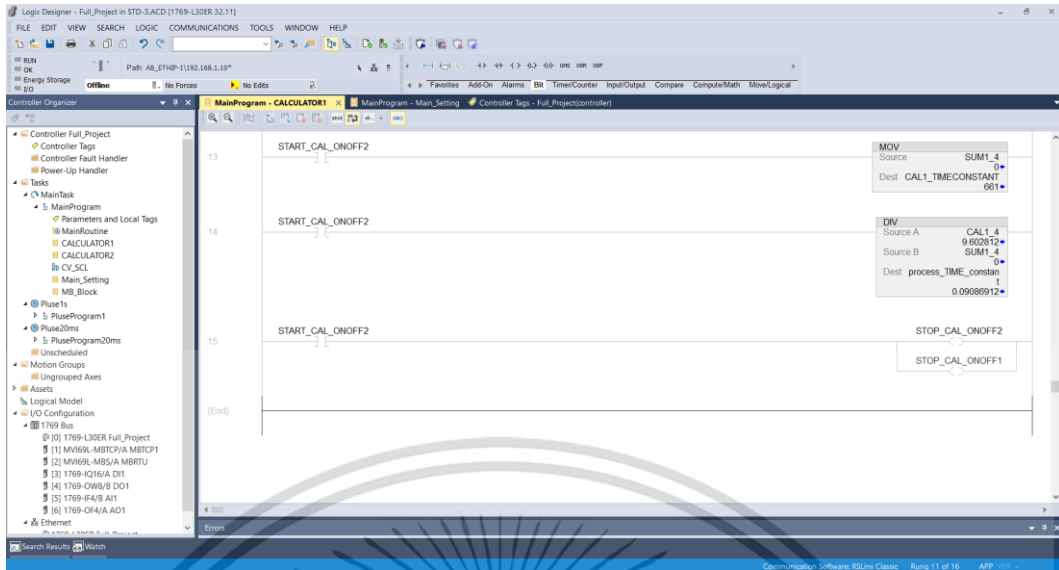 Logix Designer - Full_Project in STD-3.ACD [1769-L30ER 32.11]
FILE EDIT VIEW SEARCH LOGIC COMMUNICATIONS TOOLS WINDOW HELP
RUN
OK
Energy Storage
I/O
Path: AB_ETHIP-1\192.168.1.10*
Offline
No Forces
No Edits
Favorites Add-On Alarms Bit Timer/Counter Input/Output Compare Compute/Math Move/Logical
Controller Organizer
MainProgram - CALCULATOR1
MainProgram - Main_Setting
Controller Tags - Full_Project(controller)
Controller Full_Project
Controller Tags
Controller Fault Handler
Power-Up Handler
Tasks
MainTask
MainProgram
Parameters and Local Tags
MainRoutine
CALCULATOR1
CALCULATOR2
CV_SCL
Main_Setting
MB_Block
Pluse1s
PluseProgram1
Pluse20ms
PluseProgram20ms
Unscheduled
Motion Groups
Ungrouped Axes
Assets
Logical Model
I/O Configuration
1769 Bus
[0] 1769-L30ER Full_Project
[1] MVI69L-MBTCP/A MBTCP1
[2] MVI69L-MBS/A MBRTU
[3] 1769-IQ16/A DI1
[4] 1769-OW8/B DO1
[5] 1769-IF4/B AI1
[6] 1769-OF4/A AO1
Ethernet
13
START_CAL_ONOFF2
MOV
Source SUM1_4
0
Dest CAL1_TIMECONSTANT
661
14
START_CAL_ONOFF2
DIV
Source A CAL1_4
9.602812
Source B SUM1_4
0
Dest process_TIME_constan
t
0.09086912
15
START_CAL_ONOFF2
STOP_CAL_ONOFF2
STOP_CAL_ONOFF1
(End)
Errors
Search Results
Watch
Communication Software: RSLinx Classic
Rung 11 of 16
APP
VER